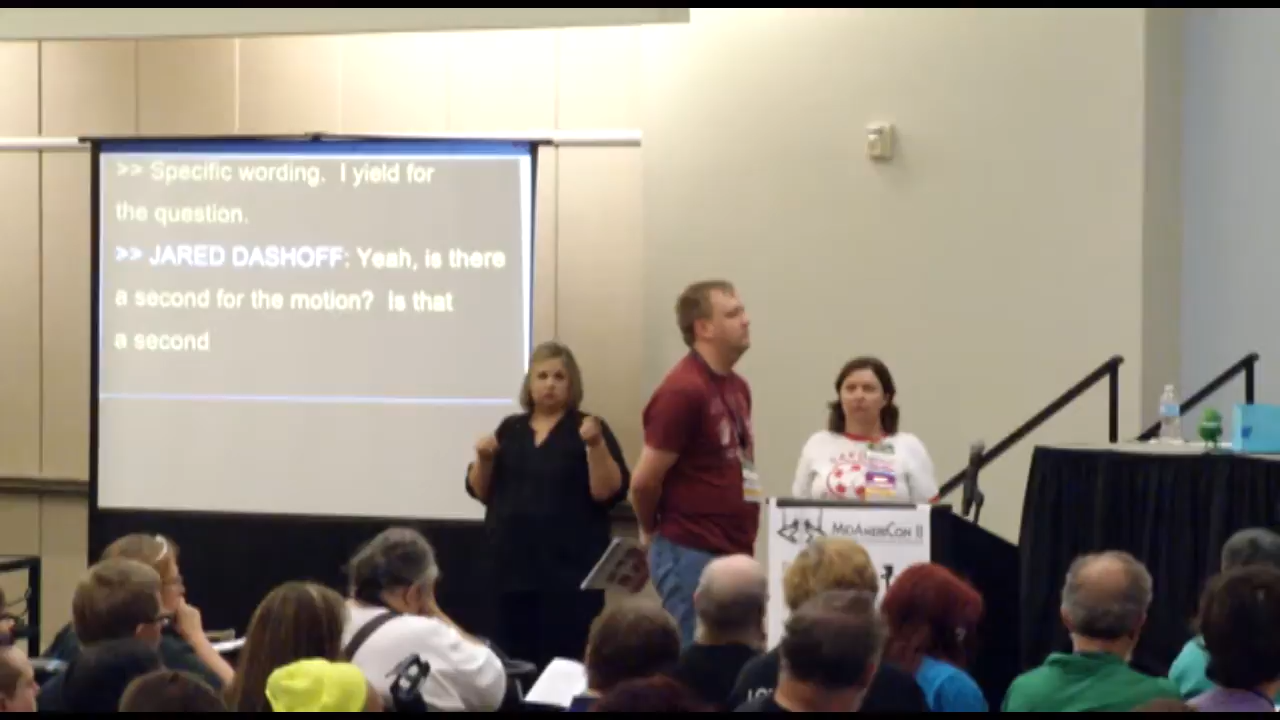 >> Specific wording.  I yield for
the question.
>> JARED DASHOFF: Yeah, is there
a second for the motion?  Is that
a second
MIDAMERICON II